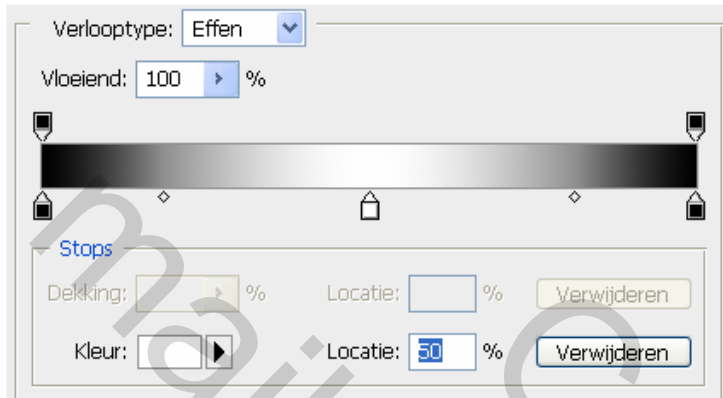 Verlooptype: Effen
Vloeiend: 100 %
Stops
Dekking: % Locatie: % Verwijderen
Kleur: Locatie: 50 % Verwijderen